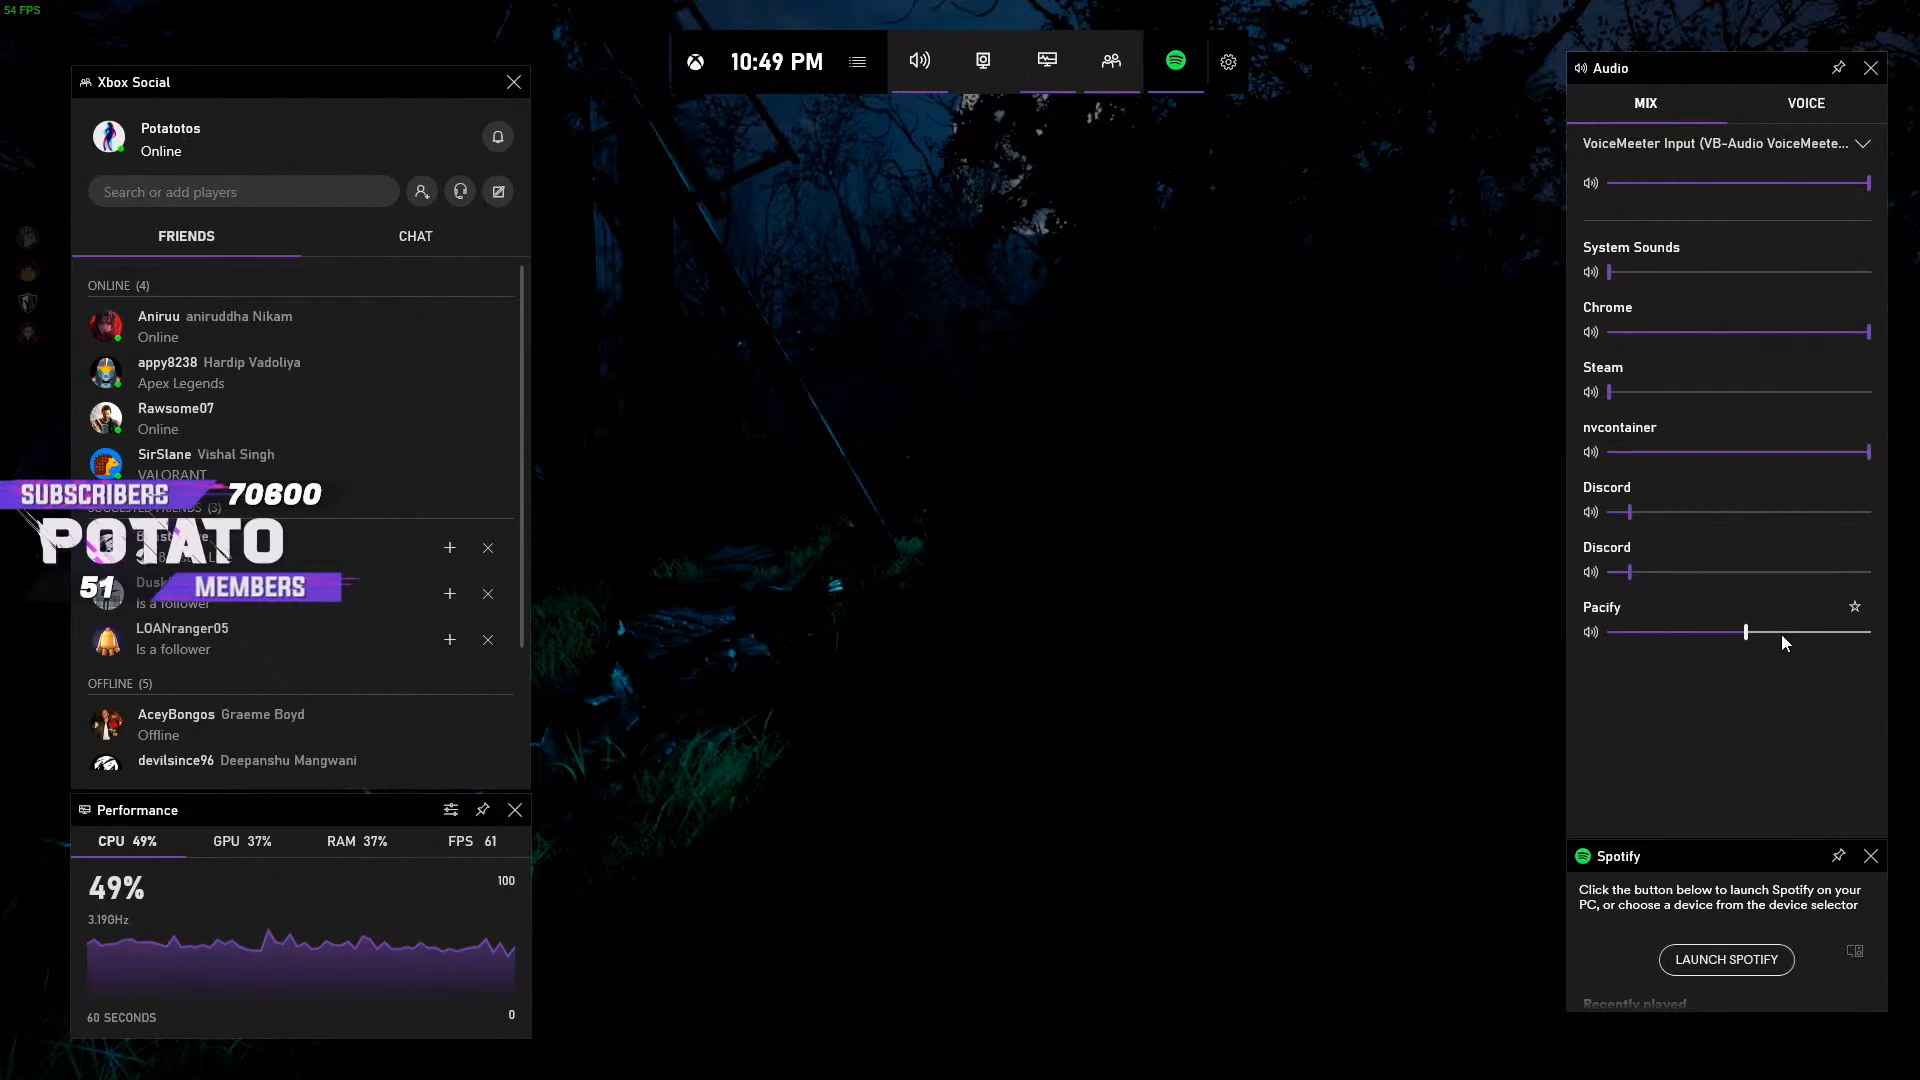 54 FPS
10:49 PM
Xbox Social
Potatotos
Online
Search or add players
FRIENDS
CHAT
ONLINE (4)
Aniruu aniruddha Nikam
Online
appy8238 Hardip Vadoliya
Apex Legends
Rawsome07
Online
SirSlane Vishal Singh
VALORANT
SUBSCRIBERS 70600
SUGGESTED FRIENDS (3)
POTATO
51 MEMBERS
Is a follower
LOANranger05
Is a follower
OFFLINE (5)
AceyBongos Graeme Boyd
Offline
devilsince96 Deepanshu Mangwani
Performance
CPU 49%
GPU 37%
RAM 37%
FPS 61
49%
100
3.19GHz
60 SECONDS
0
Audio
MIX
VOICE
VoiceMeeter Input (VB-Audio VoiceMeete...
System Sounds
Chrome
Steam
nvcontainer
Discord
Discord
Pacify
Spotify
Click the button below to launch Spotify on your
PC, or choose a device from the device selector
LAUNCH SPOTIFY
Recently played